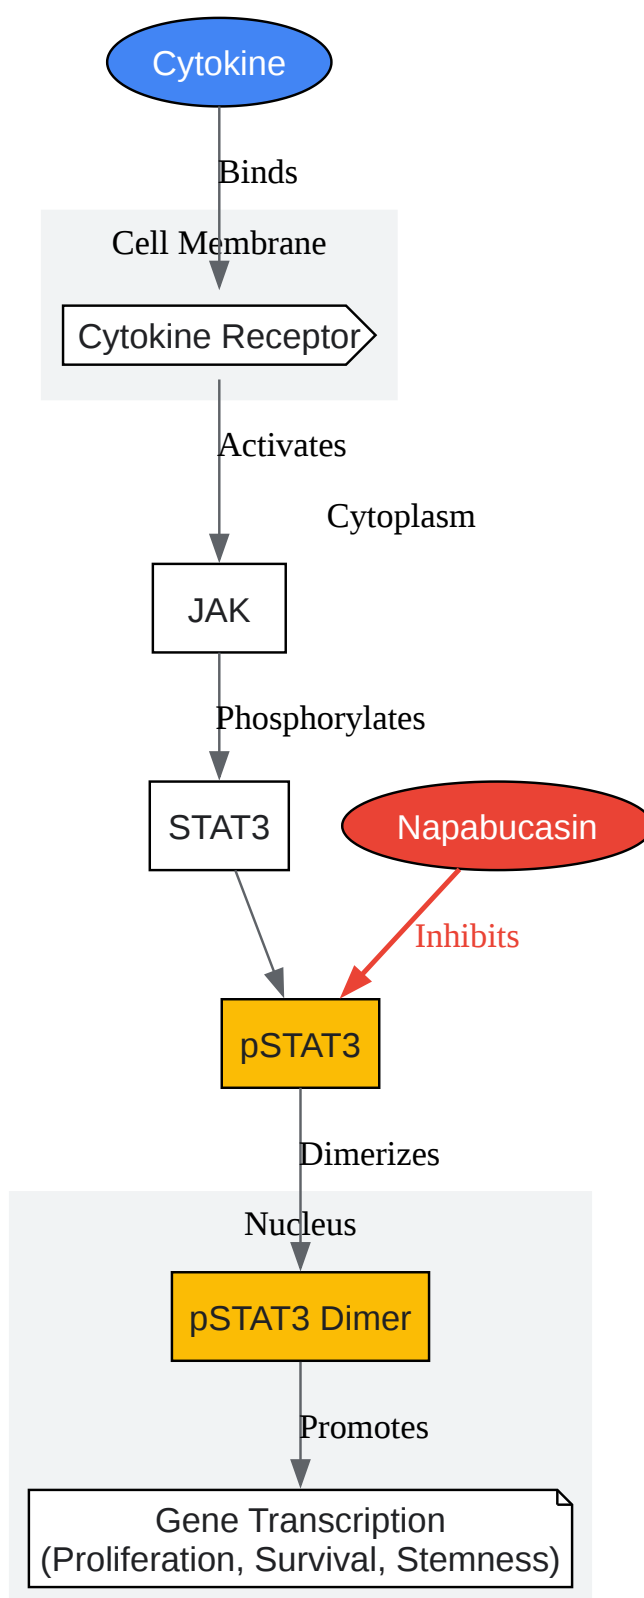 Cytokine
Binds
Cell Membrane
Cytokine Receptor
Activates
Cytoplasm
JAK
Phosphorylates
STAT3
Napabucasin
Inhibits
pSTAT3
Dimerizes
Nucleus
pSTAT3 Dimer
Promotes
Gene Transcription
(Proliferation, Survival, Stemness)